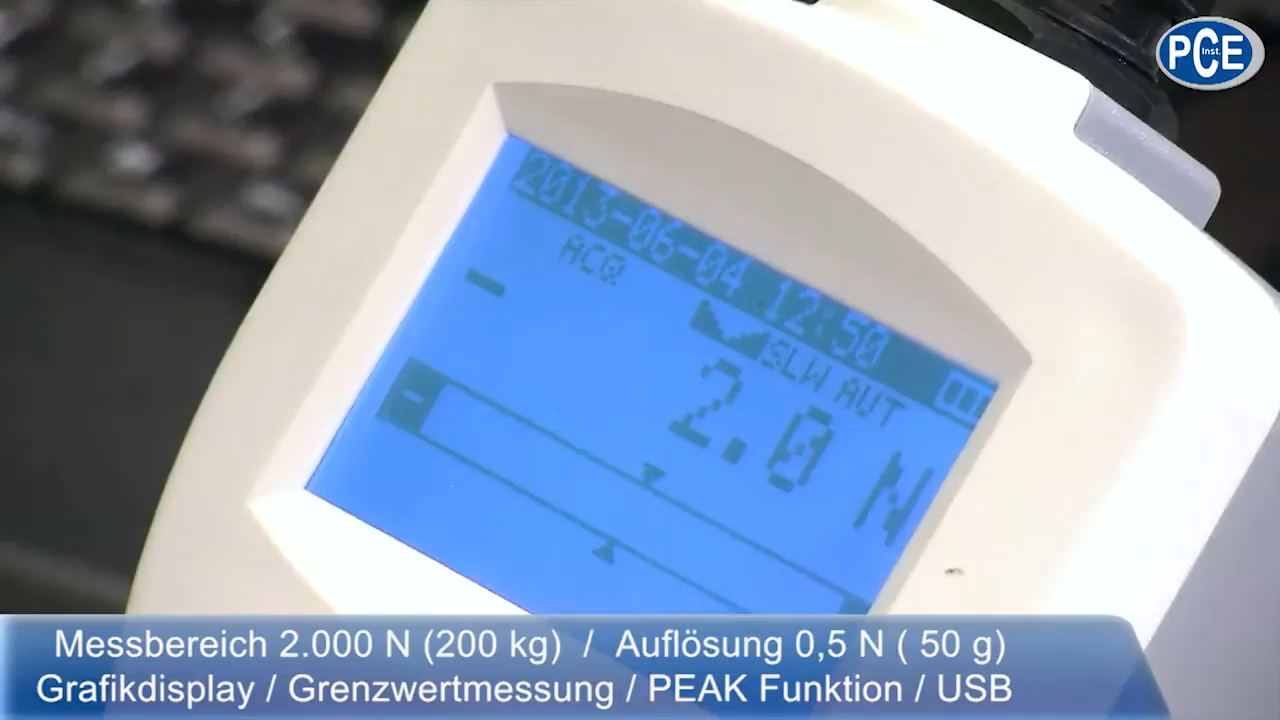 PCE
Inst.
2013-06-04 12:50
ACQ
SLW AUT
- 2.0 N
Messbereich 2.000 N (200 kg) / Auflösung 0,5 N ( 50 g)
Grafikdisplay / Grenzwertmessung / PEAK Funktion / USB